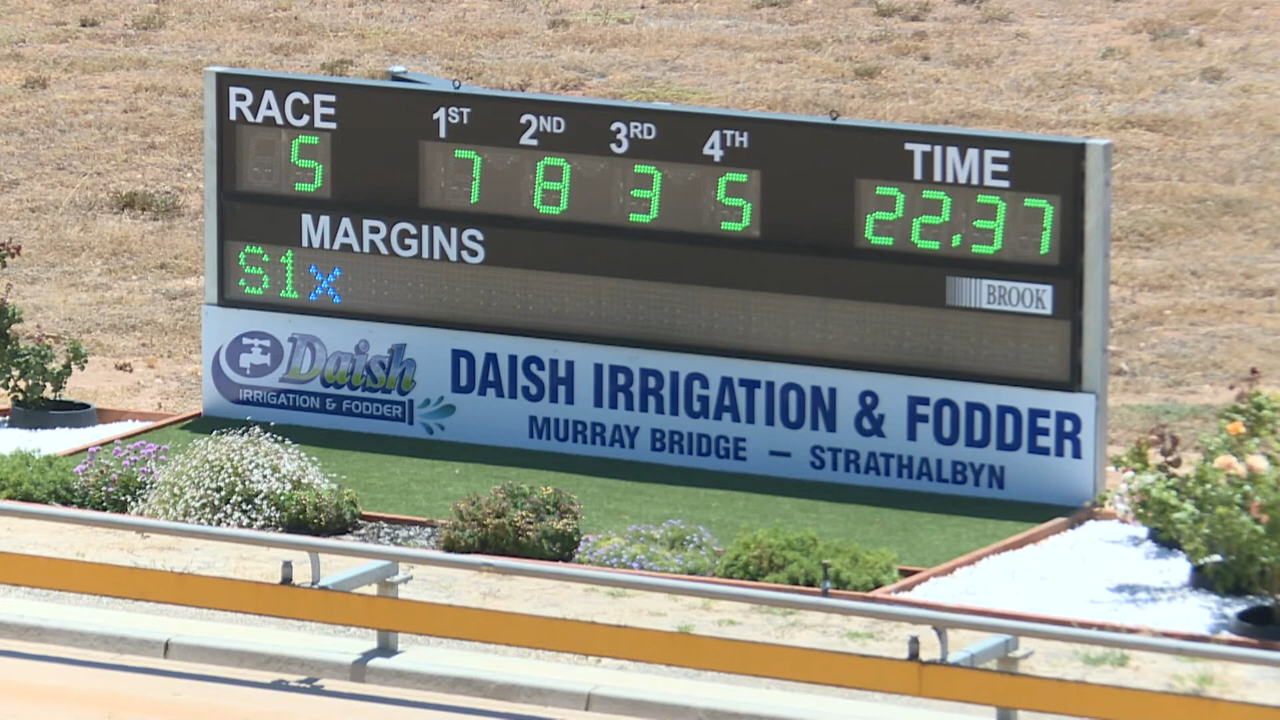 RACE 1ST 2ND 3RD 4TH TIME
5 7 8 3 5 22.37
MARGINS
S1X
BROOK
Daish
IRRIGATION & FODDER
DAISH IRRIGATION & FODDER
MURRAY BRIDGE — STRATHALBYN